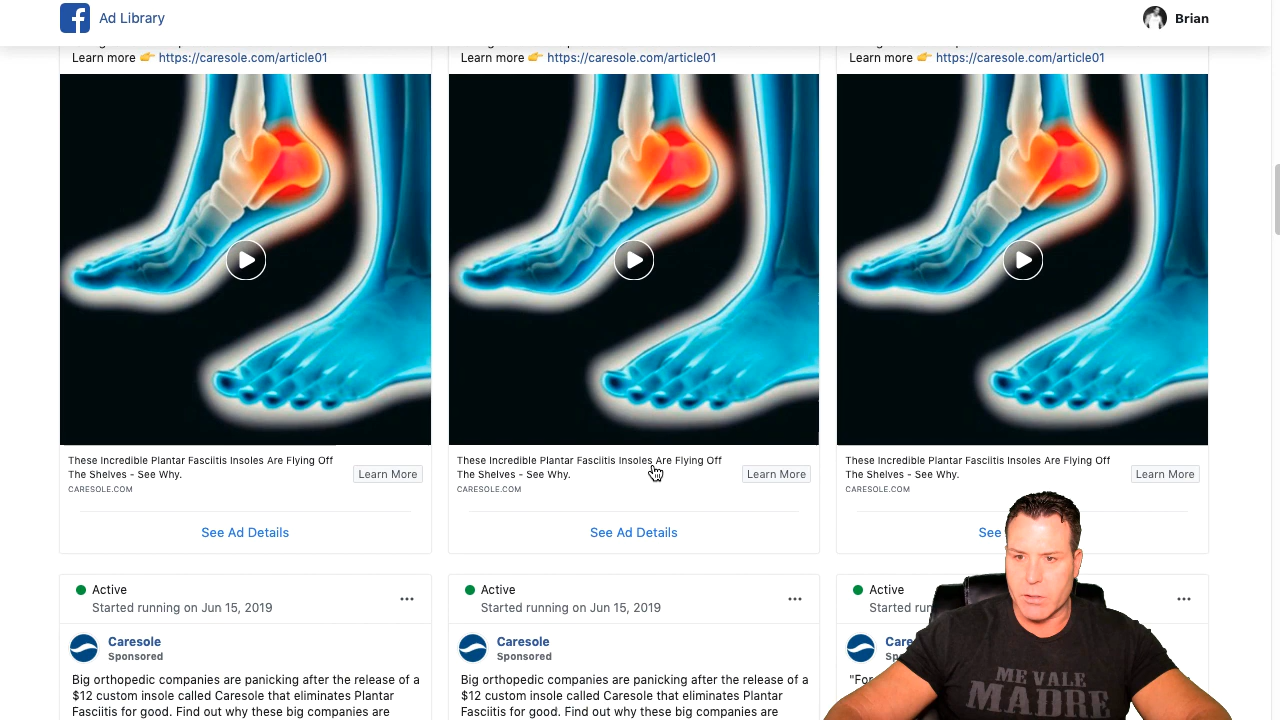 Ad Library
Brian
Learn more 👉 https://caresole.com/article01
Learn more 👉 https://caresole.com/article01
Learn more 👉 https://caresole.com/article01
These Incredible Plantar Fasciitis Insoles Are Flying Off
The Shelves - See Why.
Learn More
CARESOLE.COM
See Ad Details
These Incredible Plantar Fasciitis Insoles Are Flying Off
The Shelves - See Why.
Learn More
CARESOLE.COM
See Ad Details
These Incredible Plantar Fasciitis Insoles Are Flying Off
The Shelves - See Why.
Learn More
CARESOLE.COM
See
Active
Started running on Jun 15, 2019
Caresole
Sponsored
Big orthopedic companies are panicking after the release of a
$12 custom insole called Caresole that eliminates Plantar
Fasciitis for good. Find out why these big companies are
Active
Started running on Jun 15, 2019
Caresole
Sponsored
Big orthopedic companies are panicking after the release of a
$12 custom insole called Caresole that eliminates Plantar
Fasciitis for good. Find out why these big companies are
Active
Started
"For
ME VALE
MADRE